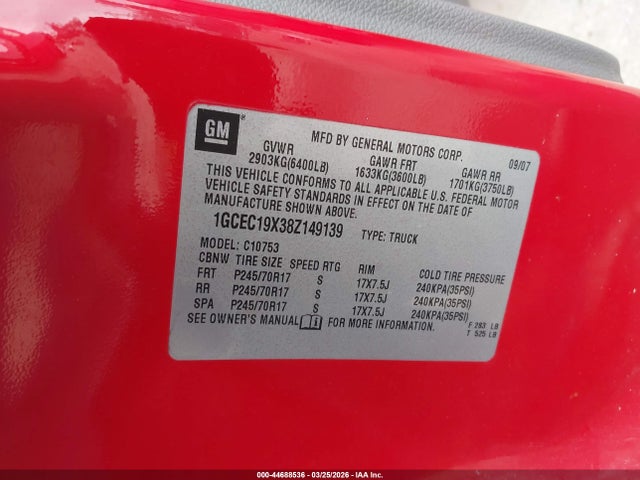 GM
MFD BY GENERAL MOTORS CORP. 09/07
GVWR GAWR FRT GAWR RR
2903KG(6400LB) 1633KG(3600LB) 1701KG(3750LB)
THIS VEHICLE CONFORMS TO ALL APPLICABLE U.S. FEDERAL MOTOR
VEHICLE SAFETY STANDARDS IN EFFECT ON THE DATE OF
MANUFACTURE SHOWN ABOVE.
1GCEC19X38Z149139 TYPE: TRUCK
MODEL: C10753
CBNW TIRE SIZE SPEED RTG RIM COLD TIRE PRESSURE
FRT P245/70R17 S 17X7.5J 240KPA(35PSI)
RR P245/70R17 S 17X7.5J 240KPA(35PSI)
SPA P245/70R17 S 17X7.5J 240KPA(35PSI)
SEE OWNER'S MANUAL FOR MORE INFORMATION.
F 283 LB
T 525 LB
000-44688536 - 03/25/2026 - IAA Inc.